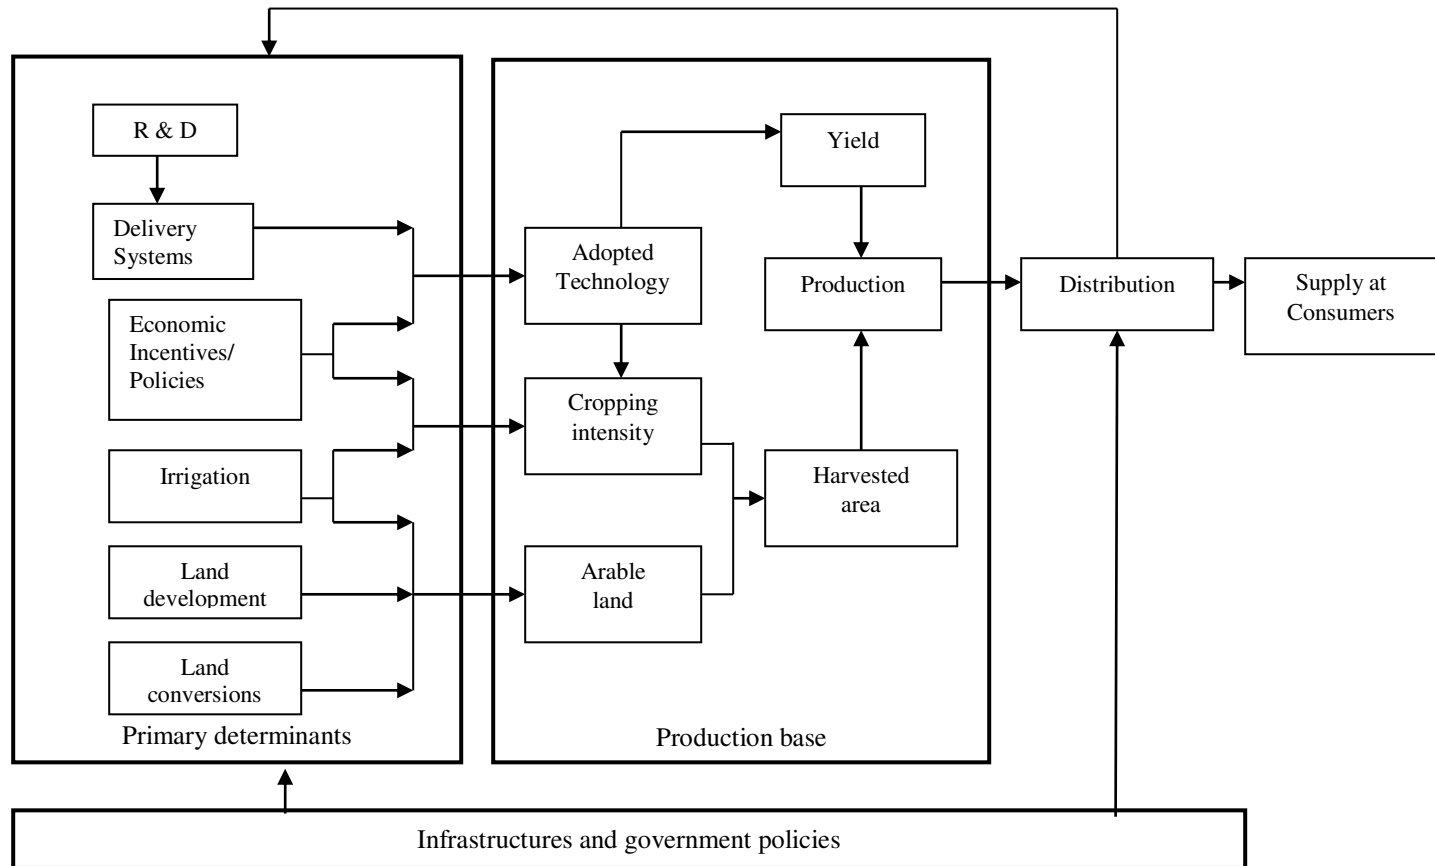 R & D
Delivery
Systems
Economic
Incentives/
Policies
Irrigation
Land
development
Land
conversions
Primary determinants
Yield
Adopted
Technology
Production
Cropping
intensity
Harvested
area
Arable
land
Production base
Distribution
Supply at
Consumers
Infrastructures and government policies